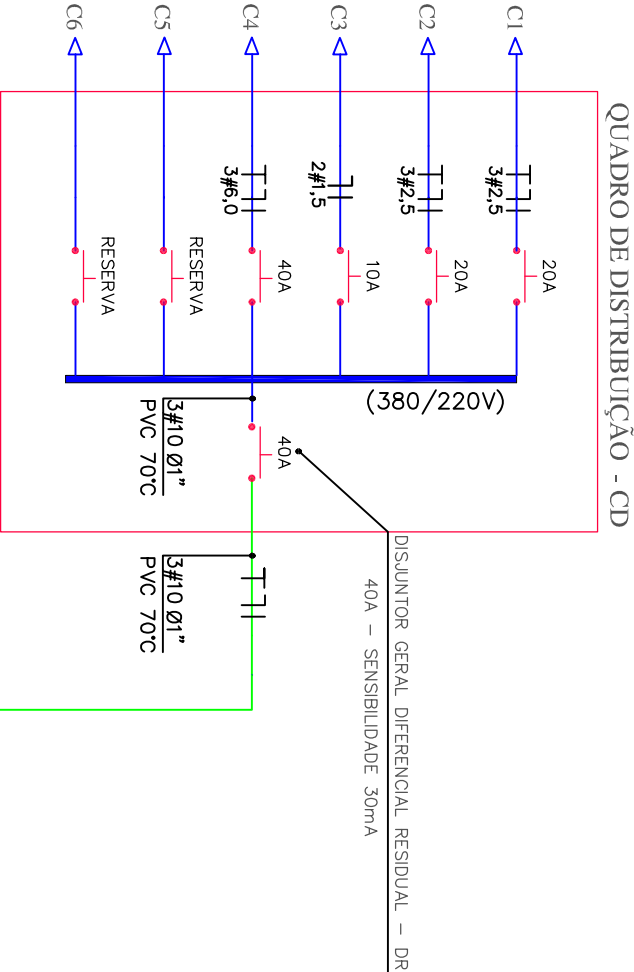 QUADRO DE DISTRIBUIÇÃO - CD
C1
3#2,5
20A
C2
3#2,5
20A
C3
2#1,5
10A
C4
3#6,0
40A
C5
RESERVA
C6
RESERVA
(380/220V)
3#10 Ø1"
PVC 70°C
40A
3#10 Ø1"
PVC 70°C
DISJUNTOR GERAL DIFERENCIAL RESIDUAL - DR
40A - SENSIBILIDADE 30mA